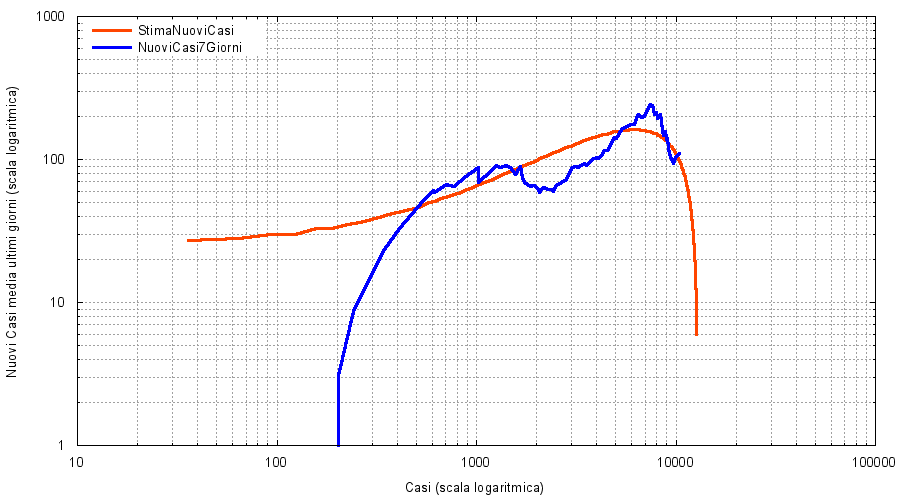 1000
StimaNuoviCasi
NuoviCasi7Giorni
100
10
1
Nuovi Casi media ultimi giorni (scala logaritmica)
10 100 1000 10000 100000
Casi (scala logaritmica)